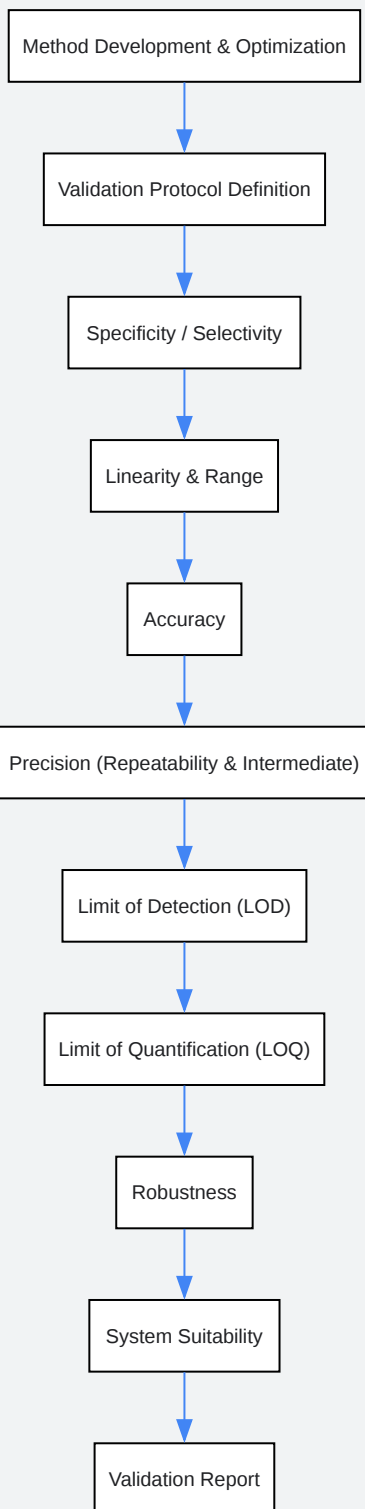 Method Development & Optimization
Validation Protocol Definition
Specificity / Selectivity
Linearity & Range
Accuracy
Precision (Repeatability & Intermediate)
Limit of Detection (LOD)
Limit of Quantification (LOQ)
Robustness
System Suitability
Validation Report